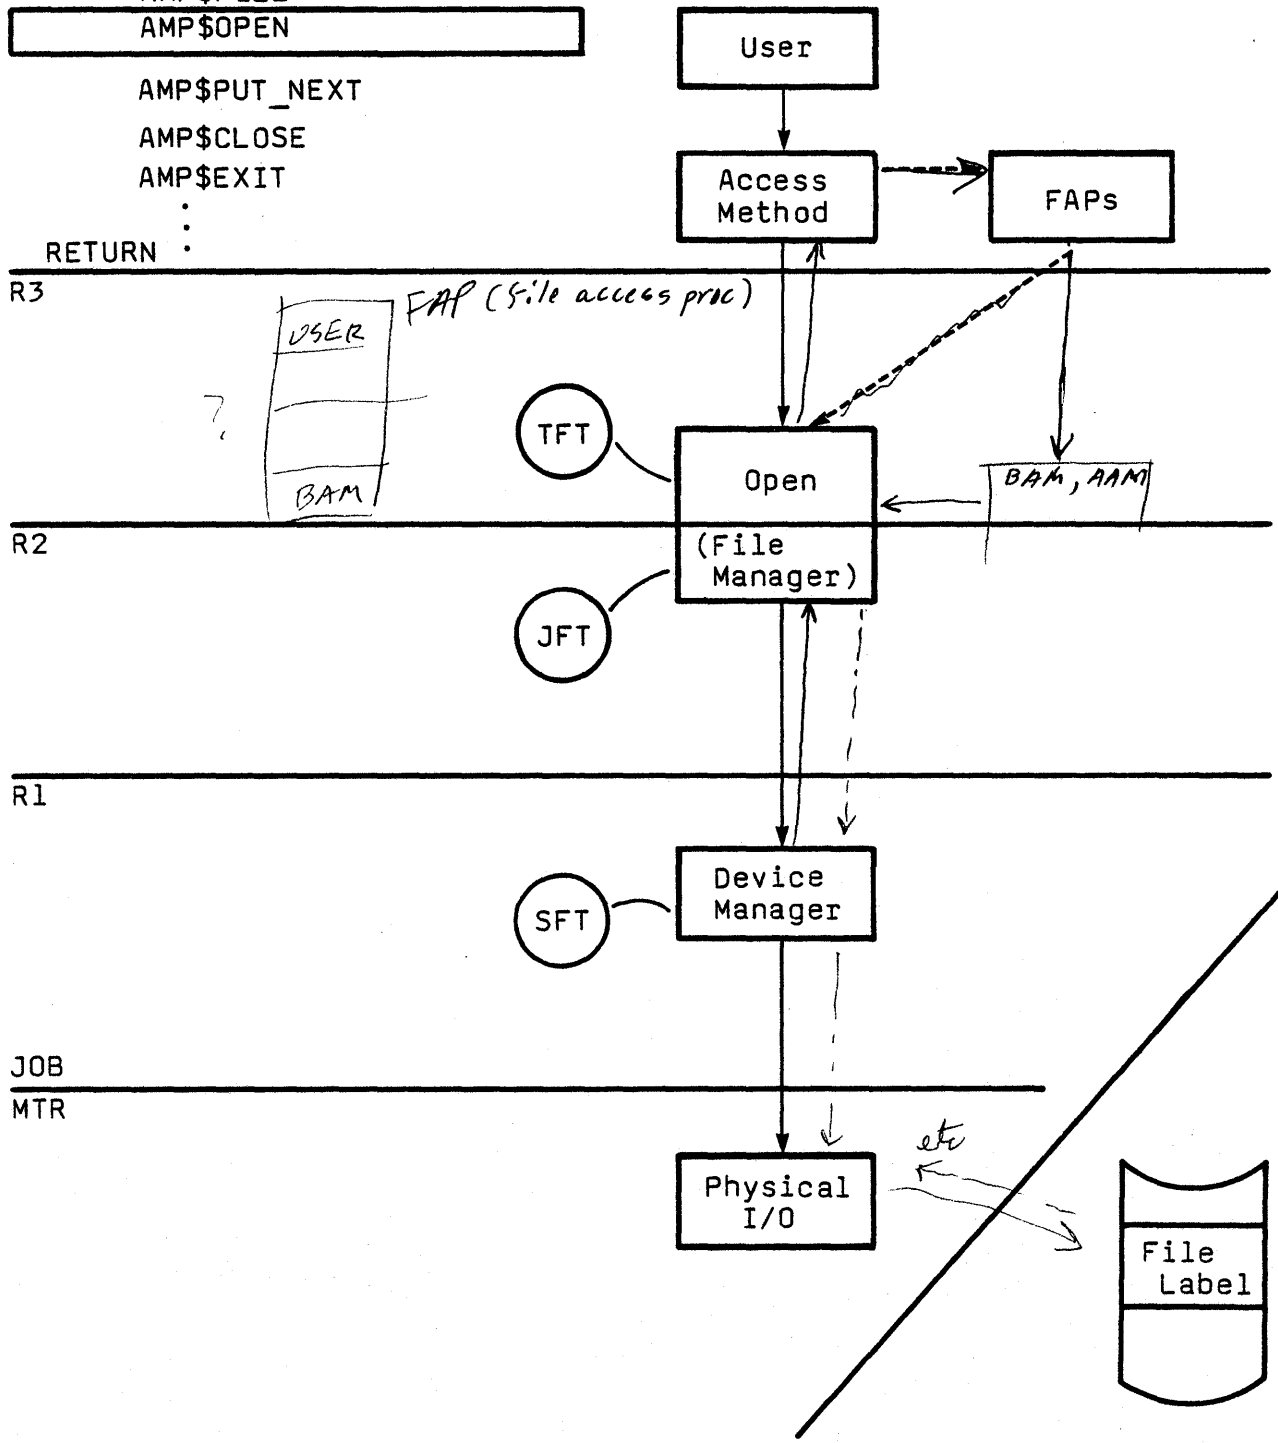 AMP$OPEN
AMP$PUT_NEXT
AMP$CLOSE
AMP$EXIT
RETURN
User
Access
Method
FAPs
R3
FAP (file access proc)
USER
?
BAM
TFT
Open
BAM, AAM
R2
(File
Manager)
JFT
R1
Device
Manager
SFT
JOB
MTR
etc
Physical
I/O
File
Label